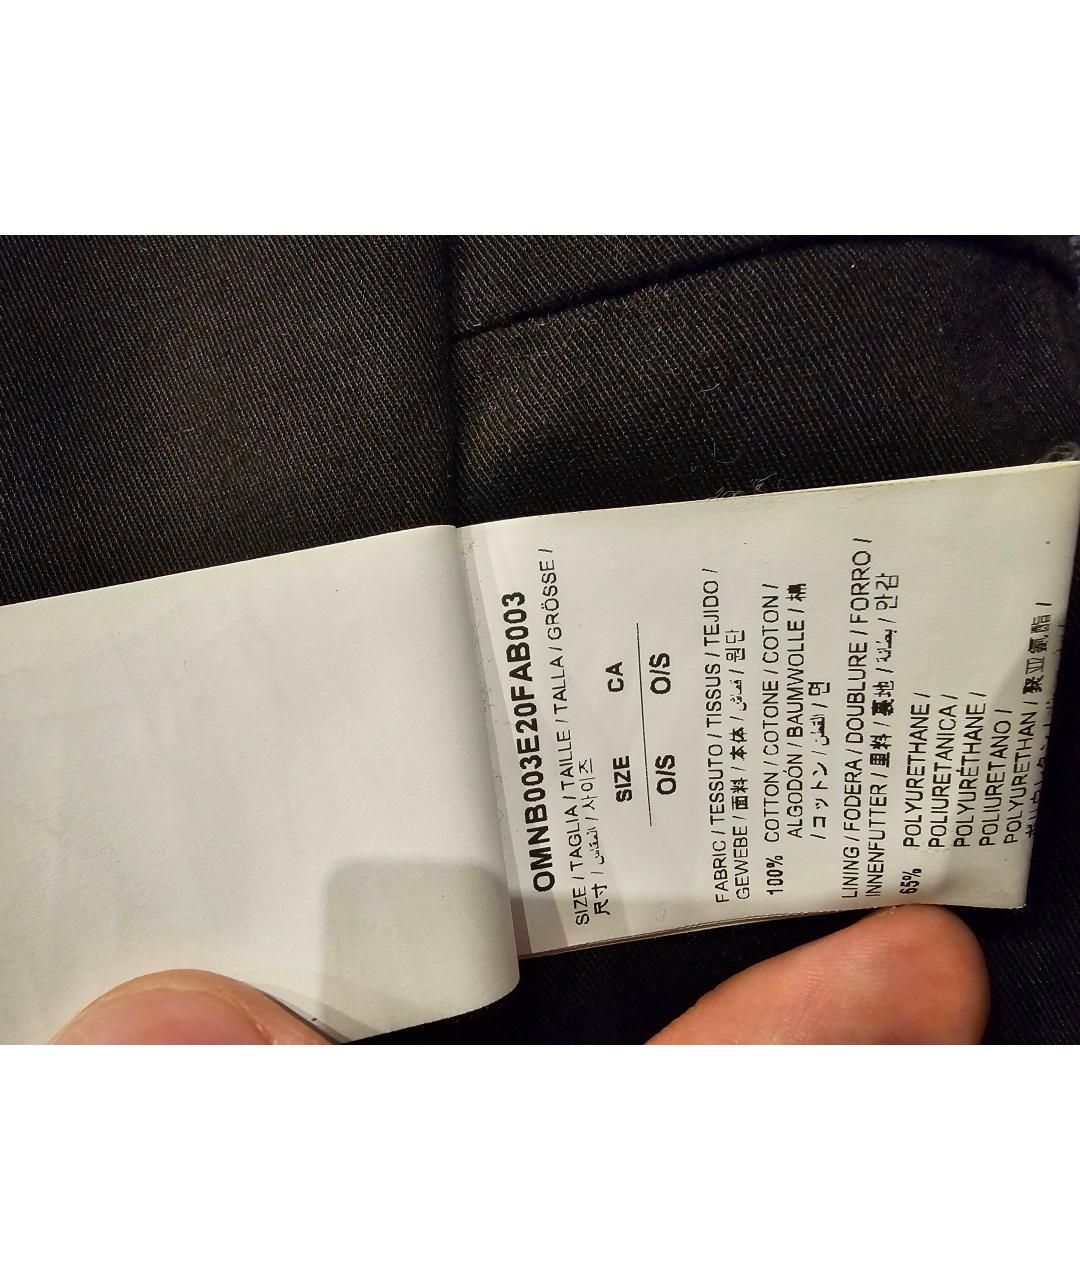 OMNB003E20FAB003
SIZE / TAGLIA / TAILLE / TALLA / GRÖSSE /
尺寸 / المقاس / 사이즈
SIZE CA
O/S O/S
FABRIC / TESSUTO / TISSUS / TEJIDO /
GEWEBE / 面料 / 本体 / قماش / 원단
100% COTTON / COTONE / COTON /
ALGODÓN / BAUMWOLLE / 棉
/ コットン / القطن / 면
LINING / FODERA / DOUBLURE / FORRO /
INNENFUTTER / 里料 / 裏地 / بطانة / 안감
65% POLYURETHANE /
POLIURETANICA /
POLYURÉTHANE /
POLIURETANO /
POLYURETHAN / 聚亚氨酯 /